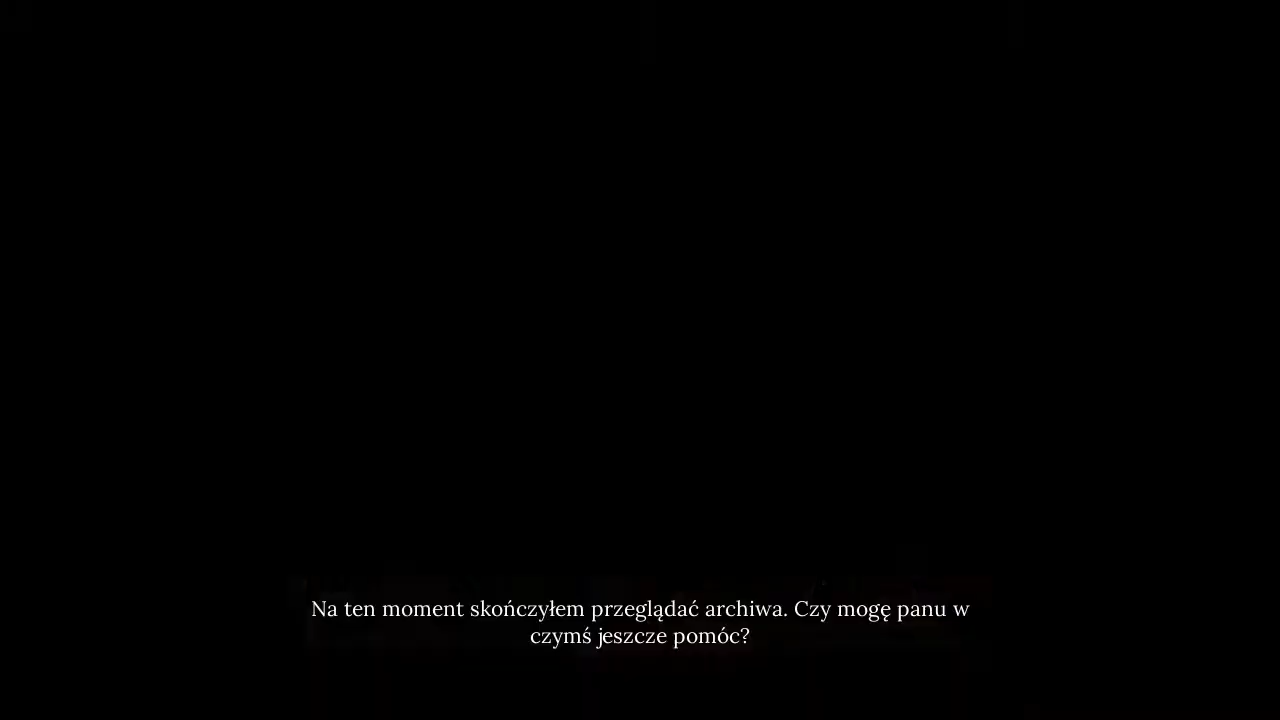 Na ten moment skończyłem przeglądać archiwa. Czy mogę panu w
czymś jeszcze pomóc?